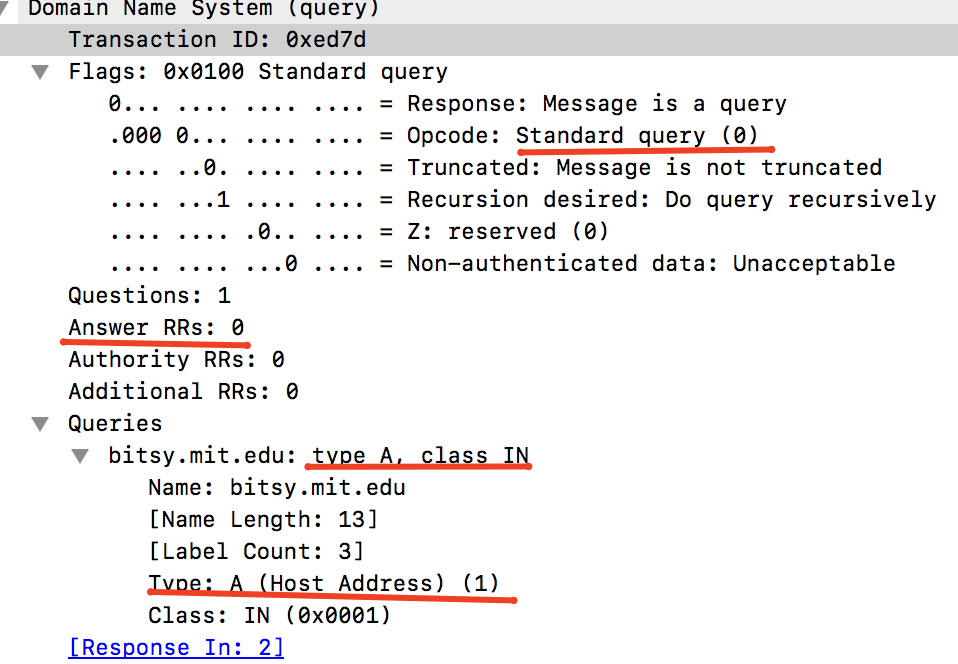 Domain Name System (query)
Transaction ID: 0xed7d
Flags: 0x0100 Standard query
0... .... .... .... = Response: Message is a query
.000 0... .... .... = Opcode: Standard query (0)
.... ..0. .... .... = Truncated: Message is not truncated
.... ...1 .... .... = Recursion desired: Do query recursively
.... .... .0.. .... = Z: reserved (0)
.... .... ...0 .... = Non-authenticated data: Unacceptable
Questions: 1
Answer RRs: 0
Authority RRs: 0
Additional RRs: 0
Queries
bitsy.mit.edu: type A, class IN
Name: bitsy.mit.edu
[Name Length: 13]
[Label Count: 3]
Type: A (Host Address) (1)
Class: IN (0x0001)
[Response In: 2]